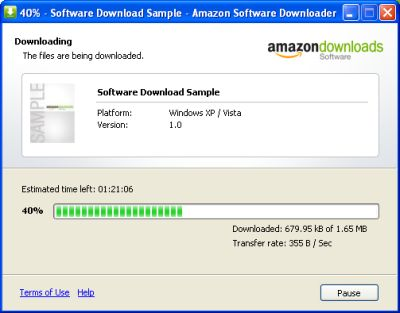 40% - Software Download Sample - Amazon Software Downloader
Downloading
The files are being downloaded.
amazondownloads
Software
SAMPLE
Software Download Sample
Platform: Windows XP / Vista
Version: 1.0
Estimated time left: 01:21:06
40%
Downloaded: 679.95 kB of 1.65 MB
Transfer rate: 355 B / Sec
Terms of Use Help
Pause